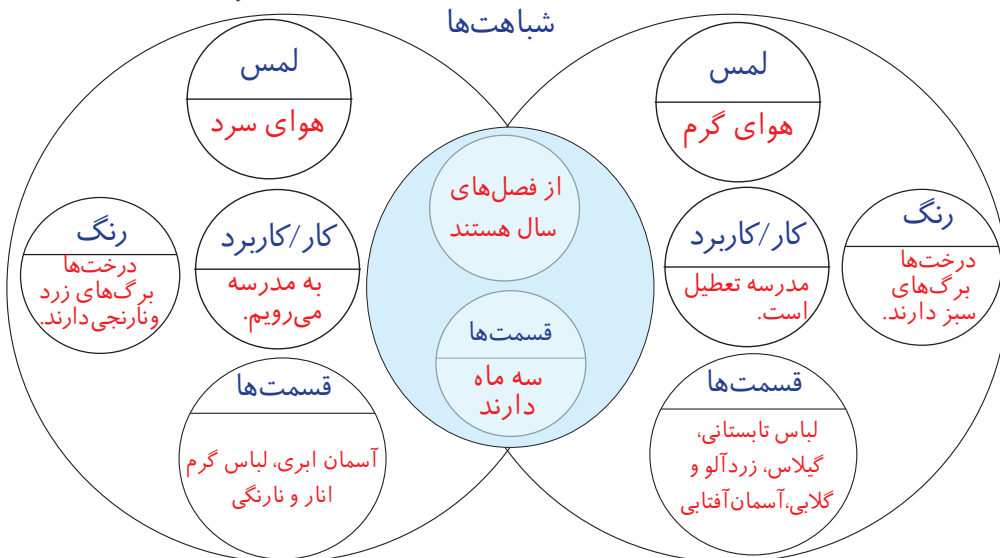 شباهت‌ها
لمس
هوای گرم
کار/کاربرد
مدرسه تعطیل
است.
رنگ
درخت‌ها
برگ‌های
سبز دارند.
قسمت‌ها
لباس تابستانی،
گیلاس، زردآلو و
گلابی،آسمان‌آفتابی
از فصل‌های
سال هستند
قسمت‌ها
سه ماه
دارند
لمس
هوای سرد
کار/کاربرد
به مدرسه
می‌رویم.
رنگ
درخت‌ها
برگ‌های زرد
ونارنجی‌دارند.
قسمت‌ها
آسمان ابری، لباس گرم
انار و نارنگی